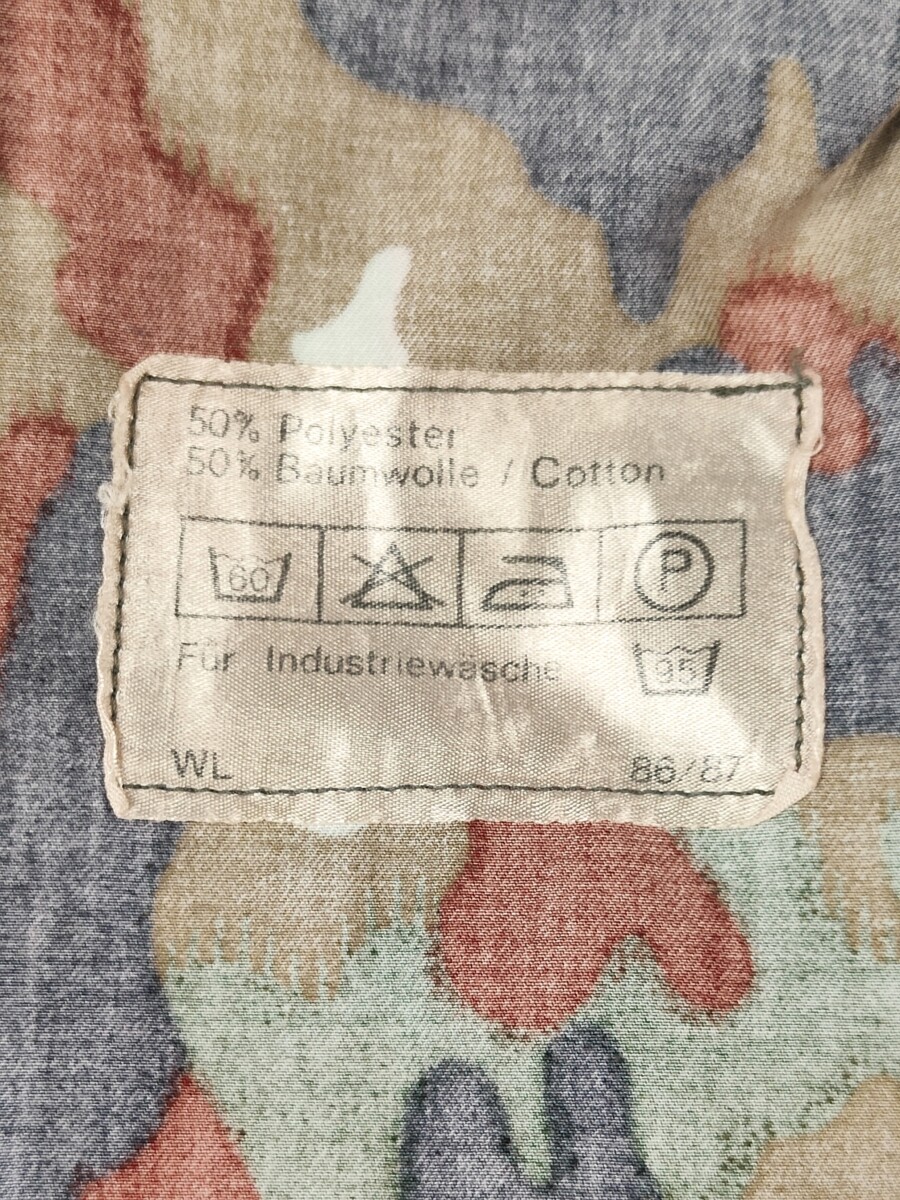 50% Polyester
50% Baumwolle / Cotton
60 P
Für Industriewäsche 95
WL 86/87